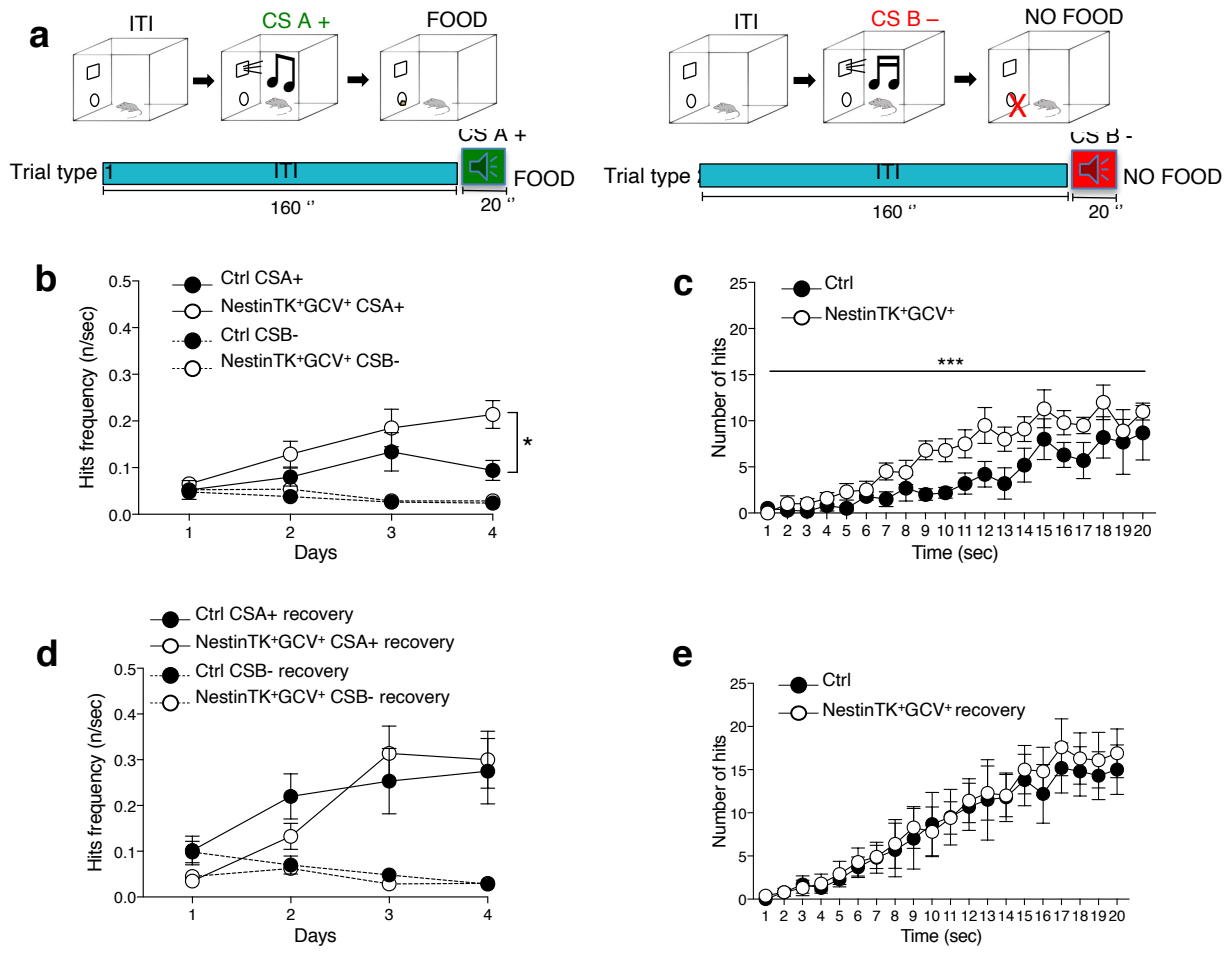 a
ITI
CS A +
FOOD
ITI
CS B –
NO FOOD
X
Trial type 1
ITI
CS A +
FOOD
160 ‘’
20 ‘’
Trial type
ITI
CS B -
NO FOOD
160 ‘’
20 ‘’
b
Ctrl CSA+
NestinTK⁺GCV⁺ CSA+
Ctrl CSB-
NestinTK⁺GCV⁺ CSB-
Hits frequency (n/sec)
0.5
0.4
0.3
0.2
0.1
0.0
*
1 2 3 4
Days
c
Ctrl
NestinTK⁺GCV⁺
Number of hits
25
20
15
10
5
0
***
1 2 3 4 5 6 7 8 9 10 11 12 13 14 15 16 17 18 19 20
Time (sec)
d
Ctrl CSA+ recovery
NestinTK⁺GCV⁺ CSA+ recovery
Ctrl CSB- recovery
NestinTK⁺GCV⁺ CSB- recovery
Hits frequency (n/sec)
0.5
0.4
0.3
0.2
0.1
0.0
1 2 3 4
Days
e
Ctrl
NestinTK⁺GCV⁺ recovery
Number of hits
25
20
15
10
5
0
1 2 3 4 5 6 7 8 9 10 11 12 13 14 15 16 17 18 19 20
Time (sec)